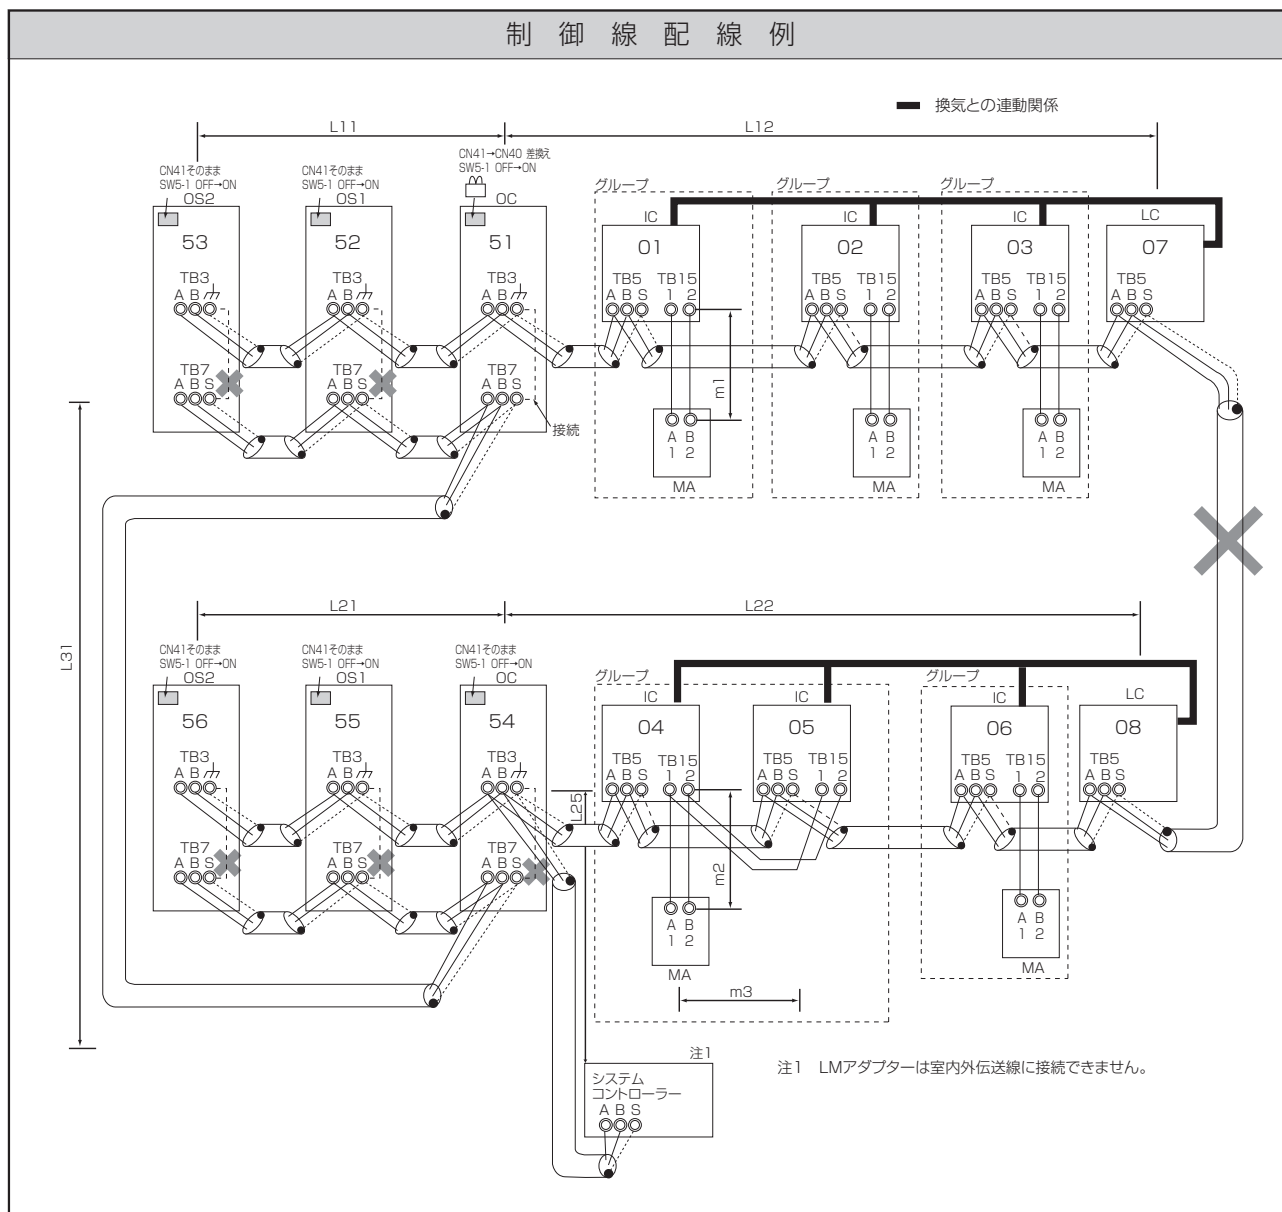 制御線配線例
換気との連動関係
L11
L12
CN41→CN40 差換え
SW5-1 OFF→ON
CN41そのまま
SW5-1 OFF→ON
OS2
CN41そのまま
SW5-1 OFF→ON
OS1
OC
グループ
グループ
グループ
IC
IC
IC
LC
53
52
51
01
02
03
07
TB3
A B
TB3
A B
TB3
A B
TB5
A B S
TB15
1 2
TB5
A B S
TB15
1 2
TB5
A B S
TB15
1 2
TB5
A B S
TB7
A B S
TB7
A B S
TB7
A B S
接続
m1
A B
1 2
MA
A B
1 2
MA
A B
1 2
MA
L31
L21
L22
CN41そのまま
SW5-1 OFF→ON
OS2
CN41そのまま
SW5-1 OFF→ON
OS1
CN41そのまま
SW5-1 OFF→ON
OC
グループ
グループ
IC
IC
IC
LC
56
55
54
04
05
06
08
TB3
A B
TB3
A B
TB3
A B
TB5
A B S
TB15
1 2
TB5
A B S
TB15
1 2
TB5
A B S
TB15
1 2
TB5
A B S
L25
TB7
A B S
TB7
A B S
TB7
A B S
m2
A B
1 2
MA
A B
1 2
MA
m3
注1
システム
コントローラー
A B S
注1 LMアダプターは室内外伝送線に接続できません。